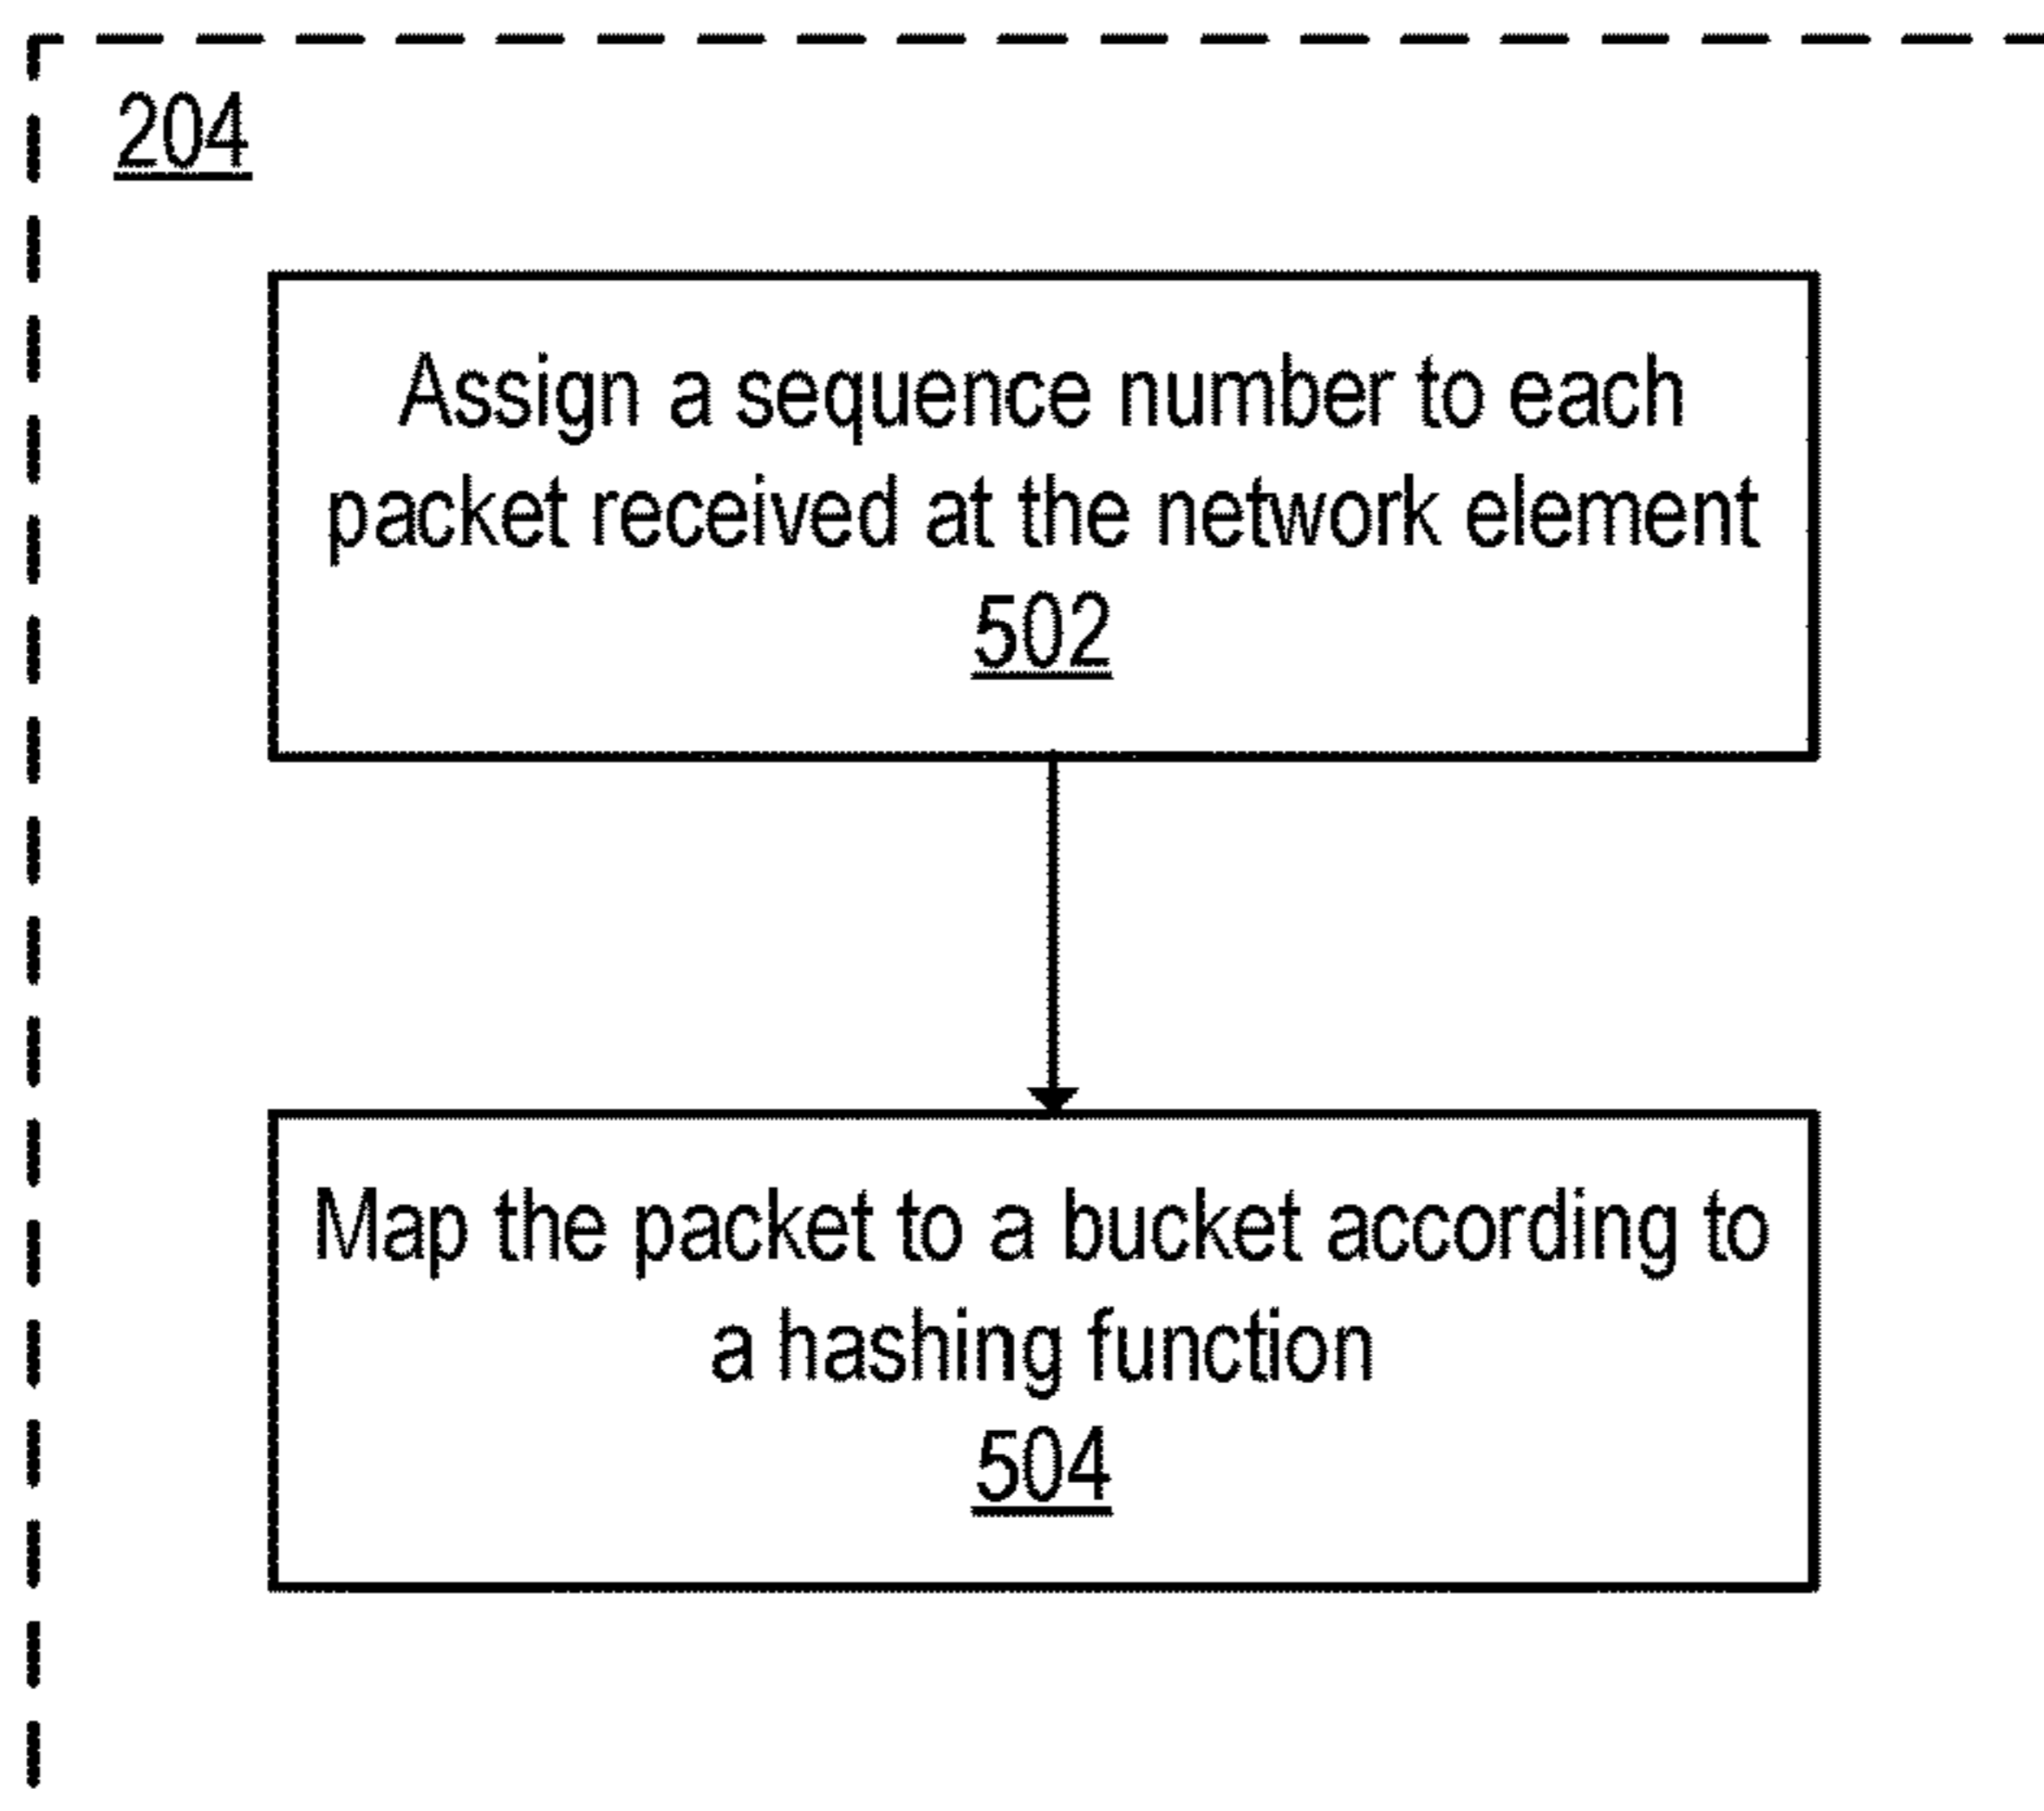 204
Assign a sequence number to each
packet received at the network element
502
Map the packet to a bucket according to
a hashing function
504